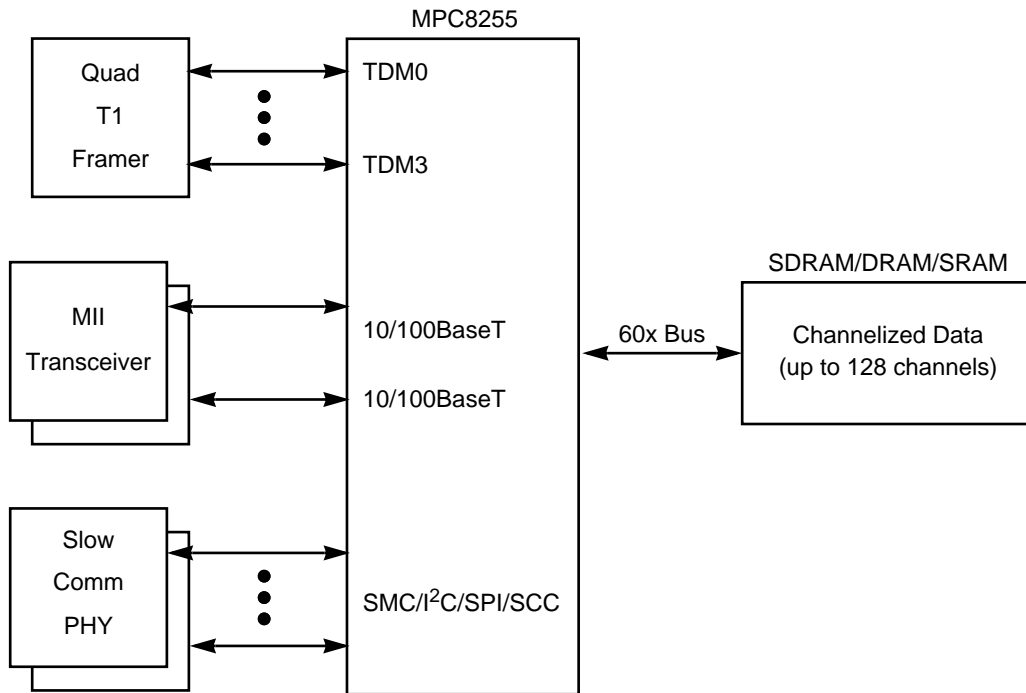 MPC8255
Quad
T1
Framer
TDM0
TDM3
MII
Transceiver
10/100BaseT
10/100BaseT
Slow
Comm
PHY
SMC/I²C/SPI/SCC
60x Bus
SDRAM/DRAM/SRAM
Channelized Data
(up to 128 channels)